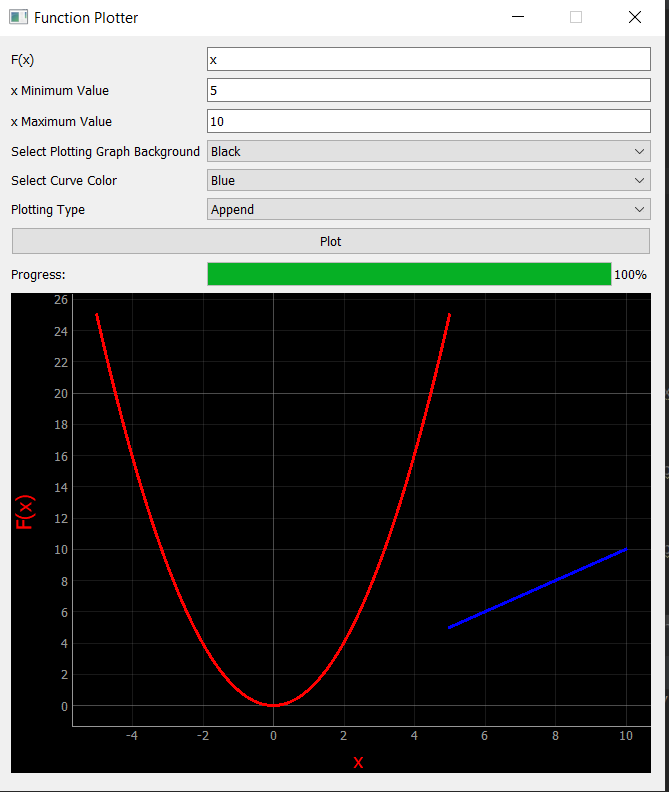 Function Plotter
F(x) x
x Minimum Value 5
x Maximum Value 10
Select Plotting Graph Background Black
Select Curve Color Blue
Plotting Type Append
Plot
Progress: 100%
26
24
22
20
18
16
14
12
10
8
6
4
2
0
F(x)
-4 -2 0 2 4 6 8 10
X